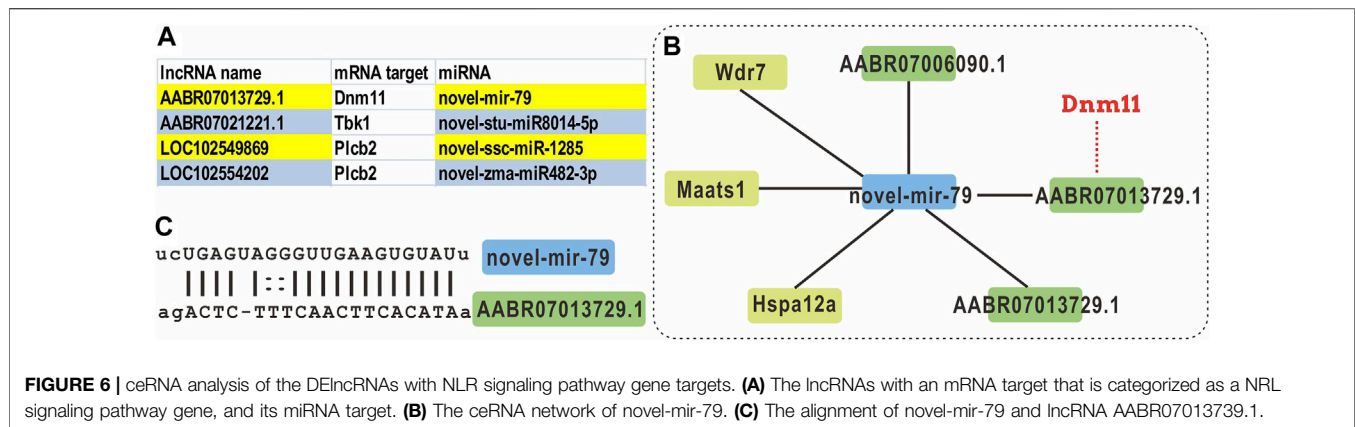 A
lncRNA name mRNA target miRNA
AABR07013729.1 Dnm11 novel-mir-79
AABR07021221.1 Tbk1 novel-stu-miR8014-5p
LOC102549869 Plcb2 novel-ssc-miR-1285
LOC102554202 Plcb2 novel-zma-miR482-3p
B
Wdr7
AABR07006090.1
Dnm11
Maats1
novel-mir-79
AABR07013729.1
Hspa12a
AABR07013729.1
C
ucUGAGUAGGGUUGAAGUGUAUu novel-mir-79
agACTC-TTTCAACTTCACATAa AABR07013729.1
FIGURE 6 | ceRNA analysis of the DElncRNAs with NLR signaling pathway gene targets. (A) The lncRNAs with an mRNA target that is categorized as a NRL
signaling pathway gene, and its miRNA target. (B) The ceRNA network of novel-mir-79. (C) The alignment of novel-mir-79 and lncRNA AABR07013739.1.